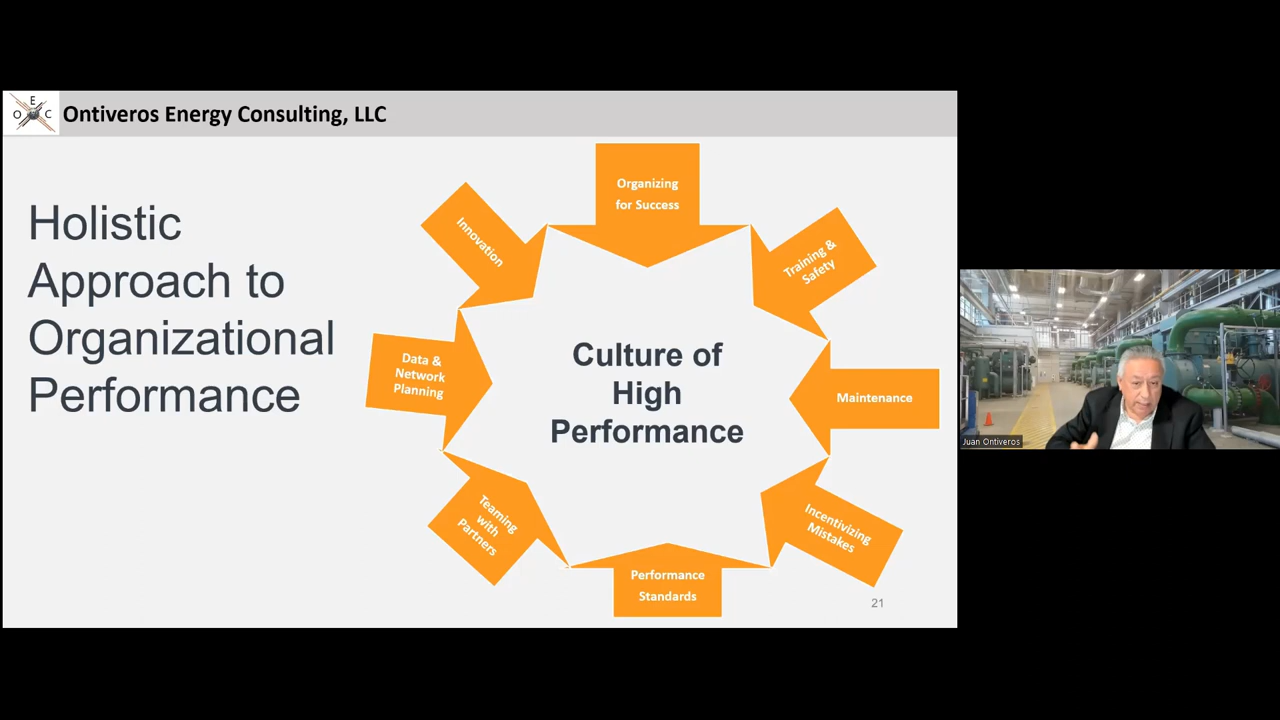 E
O C
Ontiveros Energy Consulting, LLC
Holistic
Approach to
Organizational
Performance
Organizing
for Success
Training &
Safety
Maintenance
Incentivizing
Mistakes
Performance
Standards
Teaming
with
Partners
Data &
Network
Planning
Innovation
Culture of
High
Performance
21
Juan Ontiveros